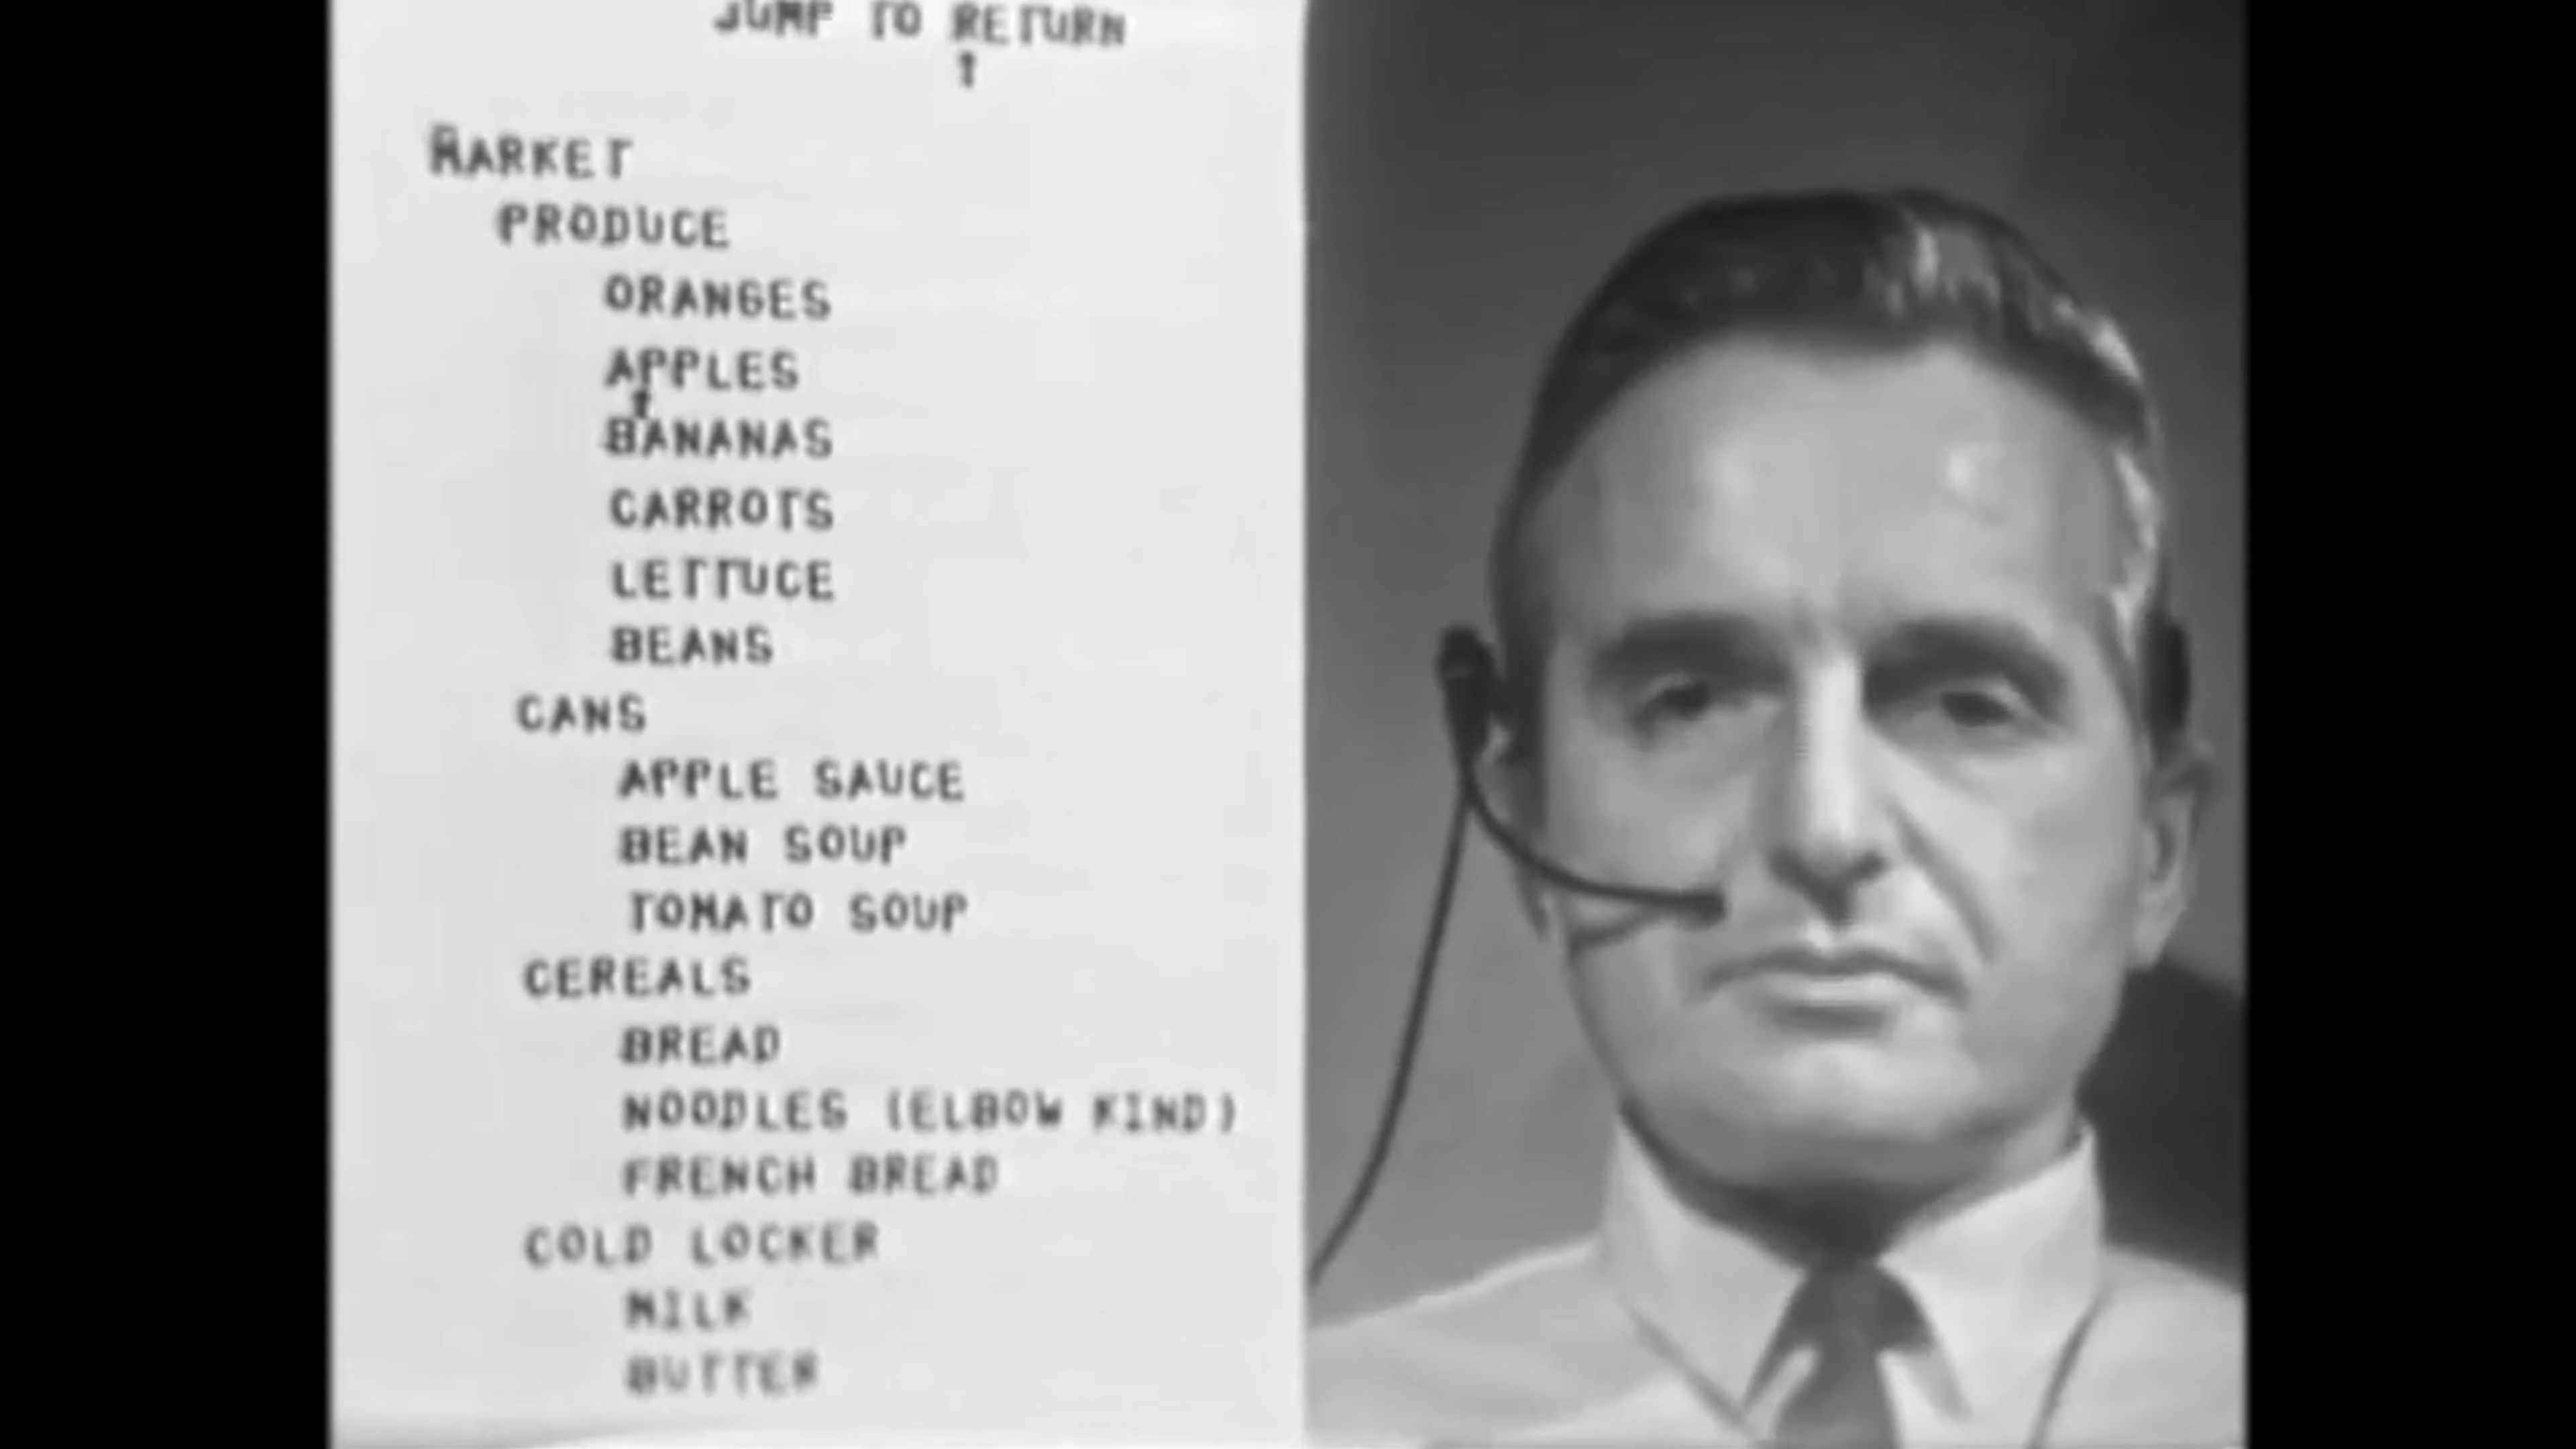 JUMP TO RETURN
MARKET
PRODUCE
ORANGES
APPLES
BANANAS
CARROTS
LETTUCE
BEANS
CANS
APPLE SAUCE
BEAN SOUP
TOMATO SOUP
CEREALS
BREAD
NOODLES (ELBOW KIND)
FRENCH BREAD
COLD LOCKER
MILK
BUTTER